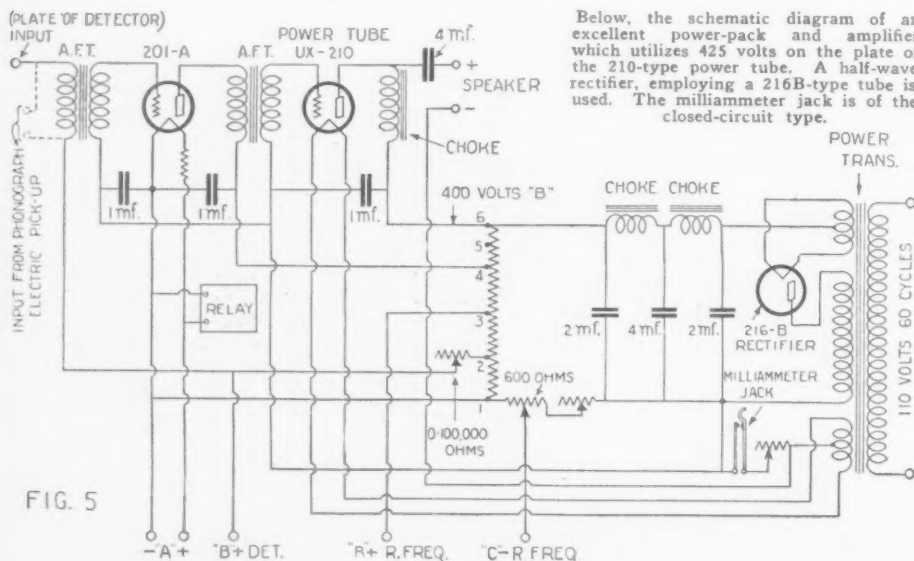 Below, the schematic diagram of an
excellent power-pack and amplifier
which utilizes 425 volts on the plate of
the 210-type power tube. A half-wave
rectifier, employing a 216B-type tube is
used. The milliammeter jack is of the
closed-circuit type.
(PLATE OF DETECTOR)
INPUT
A.F.T.
201-A
A.F.T.
POWER TUBE
UX-210
4 mf.
+
SPEAKER
-
CHOKE
INPUT FROM PHONOGRAPH
ELECTRIC PICK-UP
1 mf.
1 mf.
1 mf.
400 VOLTS "B"
6
5
4
3
2
1
CHOKE
CHOKE
POWER
TRANS.
RELAY
2 mf.
4 mf.
2 mf.
216-B
RECTIFIER
110 VOLTS 60 CYCLES
MILLIAMMETER
JACK
600 OHMS
0-100,000
OHMS
FIG. 5
-"A"+
"B"+ DET.
"B"+ R.FREQ.
"C"- R.FREQ